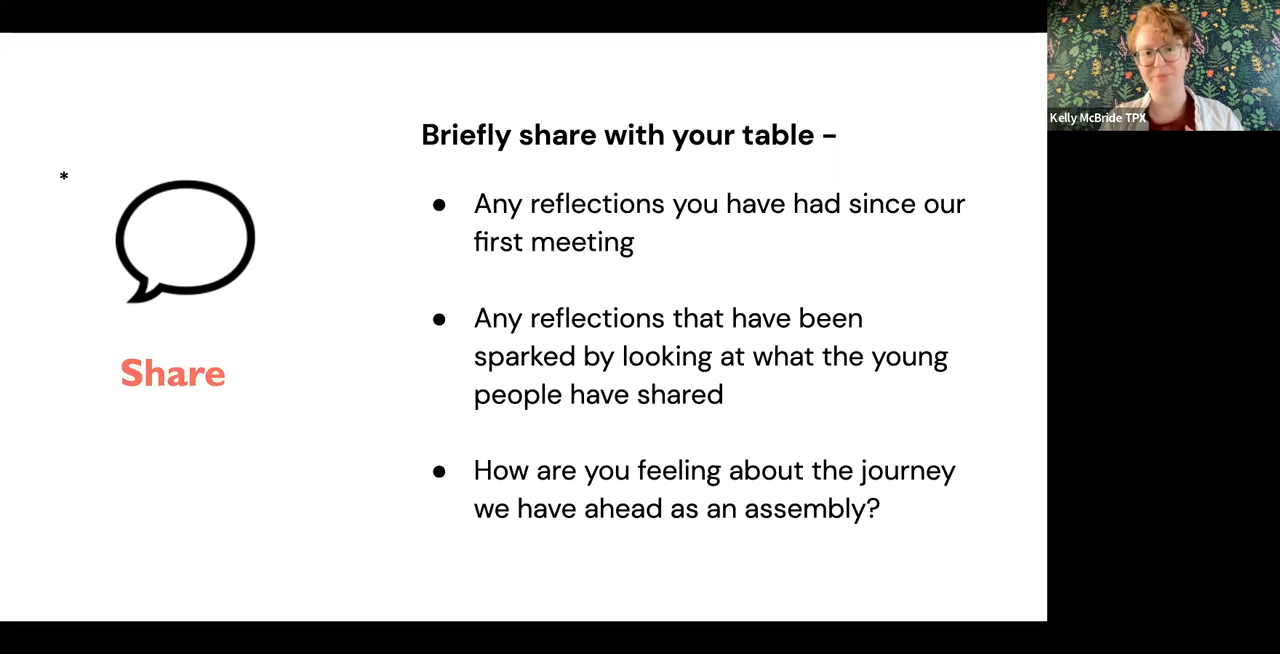 Briefly share with your table –
*
● Any reflections you have had since our
first meeting
● Any reflections that have been
sparked by looking at what the young
people have shared
Share
● How are you feeling about the journey
we have ahead as an assembly?
Kelly McBride TPX